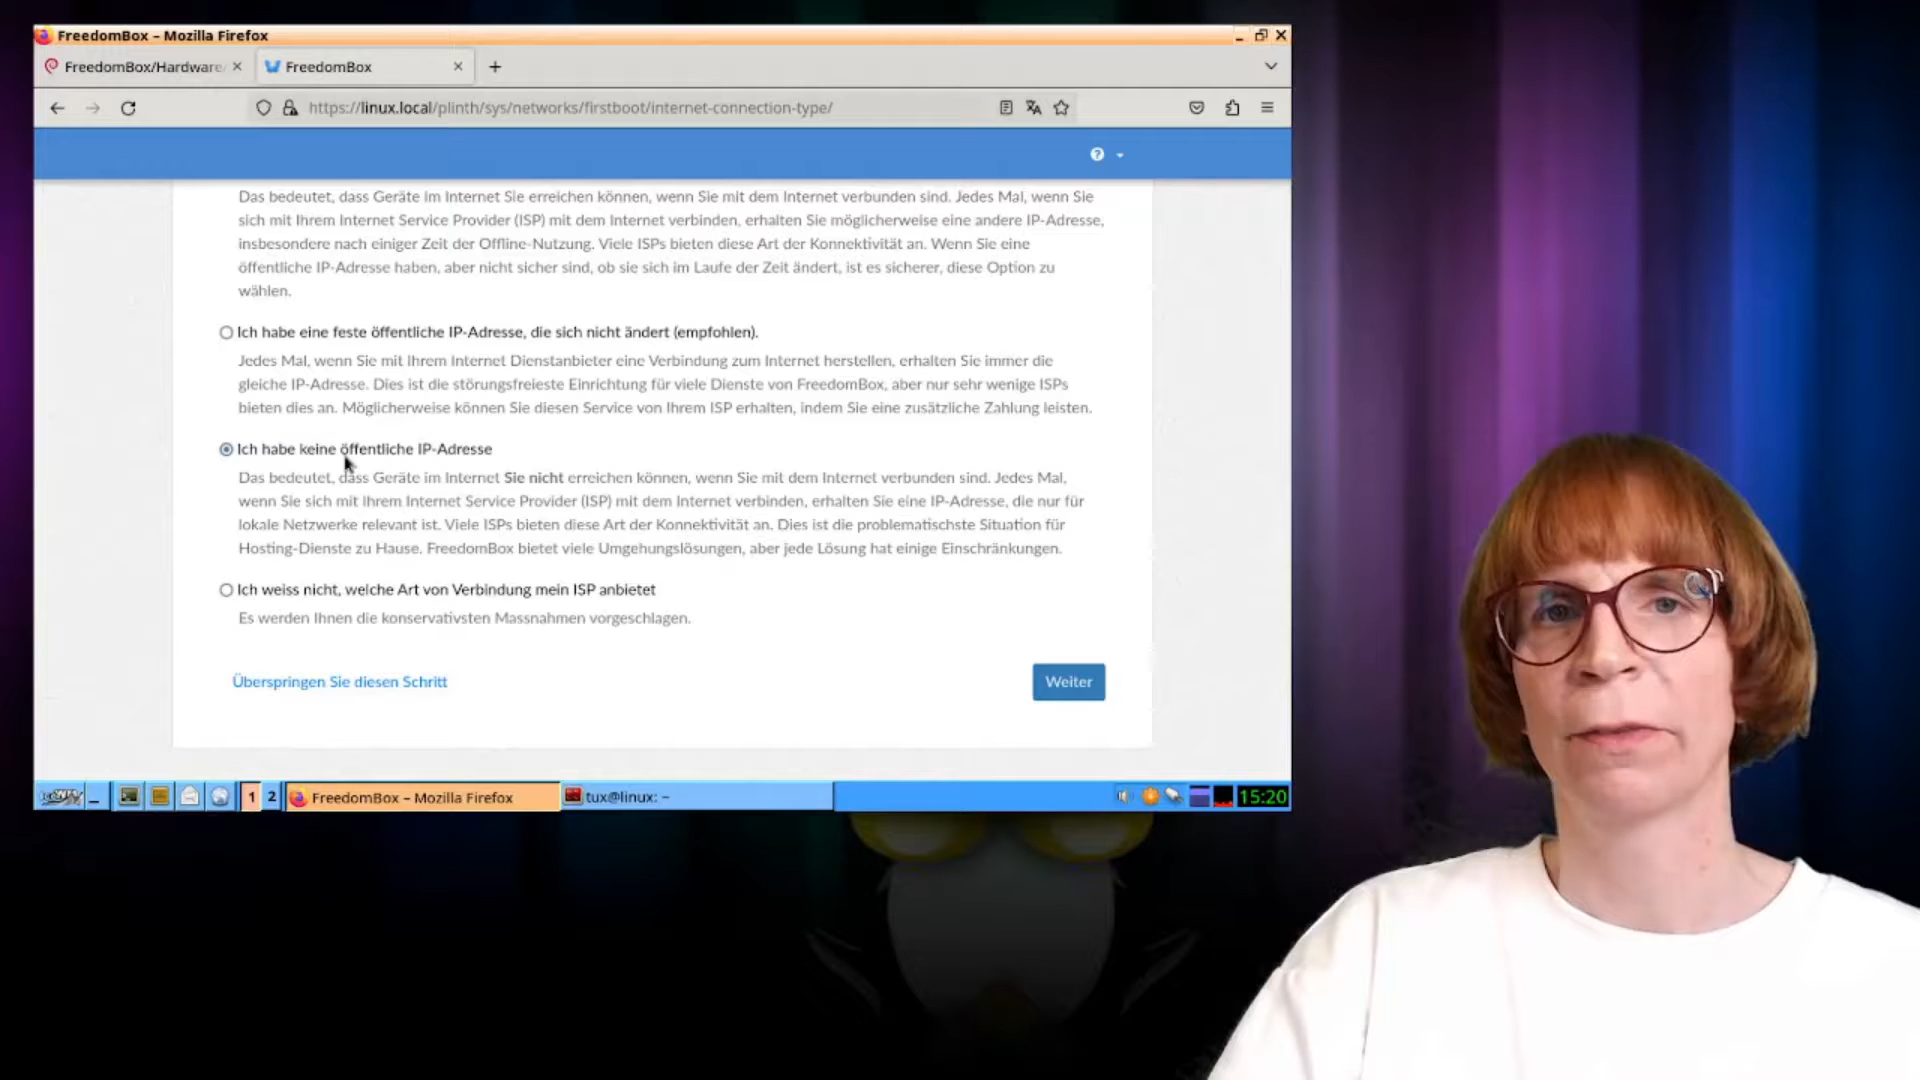 FreedomBox – Mozilla Firefox
FreedomBox/Hardware
FreedomBox
https://linux.local/plinth/sys/networks/firstboot/internet-connection-type/
Das bedeutet, dass Geräte im Internet Sie erreichen können, wenn Sie mit dem Internet verbunden sind. Jedes Mal, wenn Sie
sich mit Ihrem Internet Service Provider (ISP) mit dem Internet verbinden, erhalten Sie möglicherweise eine andere IP-Adresse,
insbesondere nach einiger Zeit der Offline-Nutzung. Viele ISPs bieten diese Art der Konnektivität an. Wenn Sie eine
öffentliche IP-Adresse haben, aber nicht sicher sind, ob sie sich im Laufe der Zeit ändert, ist es sicherer, diese Option zu
wählen.
Ich habe eine feste öffentliche IP-Adresse, die sich nicht ändert (empfohlen).
Jedes Mal, wenn Sie mit Ihrem Internet Dienstanbieter eine Verbindung zum Internet herstellen, erhalten Sie immer die
gleiche IP-Adresse. Dies ist die störungsfreieste Einrichtung für viele Dienste von FreedomBox, aber nur sehr wenige ISPs
bieten dies an. Möglicherweise können Sie diesen Service von Ihrem ISP erhalten, indem Sie eine zusätzliche Zahlung leisten.
Ich habe keine öffentliche IP-Adresse
Das bedeutet, dass Geräte im Internet Sie nicht erreichen können, wenn Sie mit dem Internet verbunden sind. Jedes Mal,
wenn Sie sich mit Ihrem Internet Service Provider (ISP) mit dem Internet verbinden, erhalten Sie eine IP-Adresse, die nur für
lokale Netzwerke relevant ist. Viele ISPs bieten diese Art der Konnektivität an. Dies ist die problematischste Situation für
Hosting-Dienste zu Hause. FreedomBox bietet viele Umgehungslösungen, aber jede Lösung hat einige Einschränkungen.
Ich weiss nicht, welche Art von Verbindung mein ISP anbietet
Es werden Ihnen die konservativsten Massnahmen vorgeschlagen.
Überspringen Sie diesen Schritt
Weiter
1
2
FreedomBox – Mozilla Firefox
tux@linux: ~
15:20